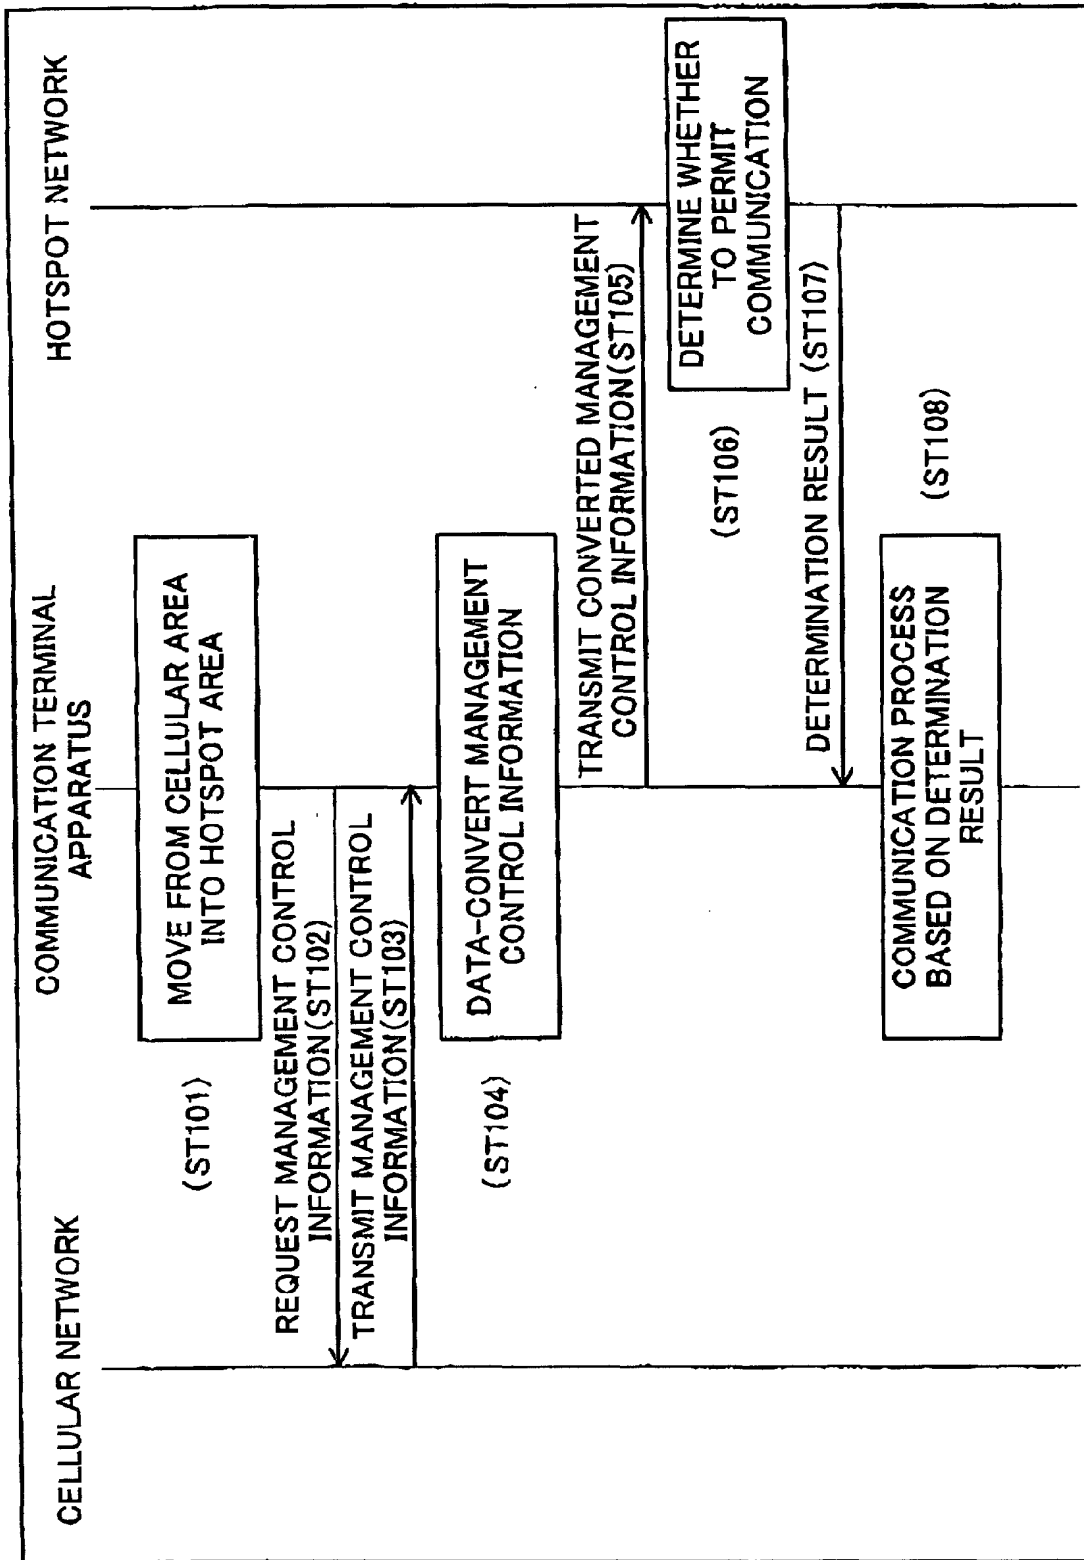 CELLULAR NETWORK
COMMUNICATION TERMINAL
APPARATUS
HOTSPOT NETWORK
(ST101)
MOVE FROM CELLULAR AREA
INTO HOTSPOT AREA
REQUEST MANAGEMENT CONTROL
INFORMATION(ST102)
TRANSMIT MANAGEMENT CONTROL
INFORMATION(ST103)
(ST104)
DATA-CONVERT MANAGEMENT
CONTROL INFORMATION
TRANSMIT CONVERTED MANAGEMENT
CONTROL INFORMATION(ST105)
(ST106)
DETERMINE WHETHER
TO PERMIT
COMMUNICATION
DETERMINATION RESULT (ST107)
COMMUNICATION PROCESS
BASED ON DETERMINATION
RESULT
(ST108)